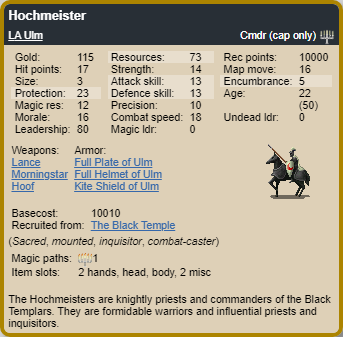 Hochmeister
LA Ulm Cmdr (cap only)
Gold: 115 Resources: 73 Rec points: 10000
Hit points: 17 Strength: 14 Map move: 16
Size: 3 Attack skill: 13 Encumbrance: 5
Protection: 23 Defence skill: 13 Age: 22
Magic res: 12 Precision: 10 (50)
Morale: 16 Combat speed: 18 Undead ldr: 0
Leadership: 80 Magic ldr: 0
Weapons: Armor:
Lance Full Plate of Ulm
Morningstar Full Helmet of Ulm
Hoof Kite Shield of Ulm
Basecost: 10010
Recruited from: The Black Temple
(Sacred, mounted, inquisitor, combat-caster)
Magic paths: 1
Item slots: 2 hands, head, body, 2 misc
The Hochmeisters are knightly priests and commanders of the Black
Templars. They are formidable warriors and influential priests and
inquisitors.